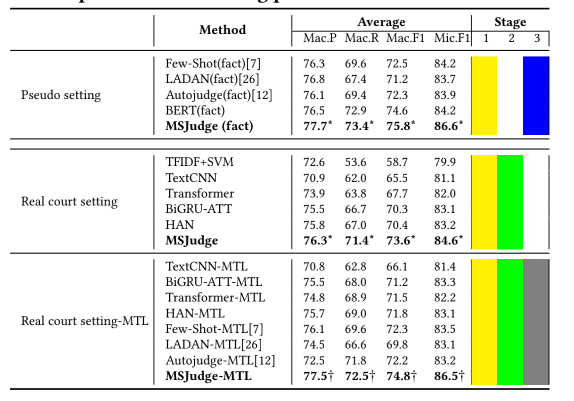 Method Average Stage
Mac.P Mac.R Mac.F1 Mic.F1 1 2 3
Pseudo setting
Few-Shot(fact)[7] 76.3 69.6 72.5 84.2
LADAN(fact)[26] 76.8 67.4 71.2 83.7
Autojudge(fact)[12] 76.1 69.4 72.3 83.9
BERT(fact) 76.5 72.9 74.6 84.2
MSJudge (fact) 77.7* 73.4* 75.8* 86.6*
Real court setting
TFIDF+SVM 72.6 53.6 58.7 79.9
TextCNN 70.9 62.0 65.5 81.1
Transformer 73.9 63.8 67.7 82.0
BiGRU-ATT 75.5 66.7 70.3 83.1
HAN 75.8 67.0 70.4 83.2
MSJudge 76.3* 71.4* 73.6* 84.6*
Real court setting-MTL
TextCNN-MTL 70.8 62.8 66.1 81.4
BiGRU-ATT-MTL 75.5 68.0 71.2 83.3
Transformer-MTL 74.8 68.9 71.5 82.2
HAN-MTL 75.7 69.0 71.8 83.1
Few-Shot-MTL[7] 76.1 69.6 72.3 83.5
LADAN-MTL[26] 74.5 66.6 69.8 83.1
Autojudge-MTL[12] 72.5 71.8 72.2 83.2
MSJudge-MTL 77.5† 72.5† 74.8† 86.5†